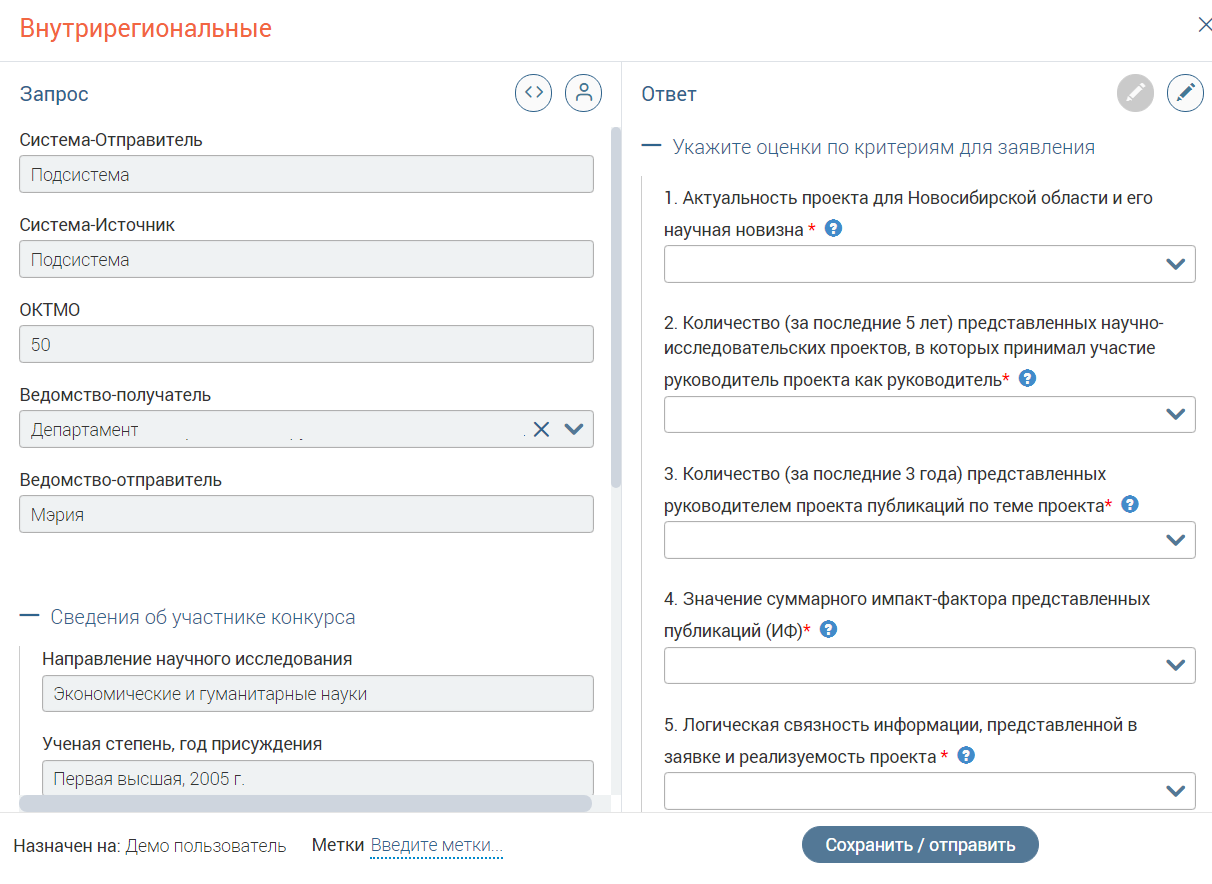 Внутрирегиональные
Запрос
Система-Отправитель
Подсистема
Система-Источник
Подсистема
ОКТМО
50
Ведомство-получатель
Департамент
Ведомство-отправитель
Мэрия
Сведения об участнике конкурса
Направление научного исследования
Экономические и гуманитарные науки
Ученая степень, год присуждения
Первая высшая, 2005 г.
Ответ
Укажите оценки по критериям для заявления
1. Актуальность проекта для Новосибирской области и его
научная новизна *
2. Количество (за последние 5 лет) представленных научно-
исследовательских проектов, в которых принимал участие
руководитель проекта как руководитель*
3. Количество (за последние 3 года) представленных
руководителем проекта публикаций по теме проекта*
4. Значение суммарного импакт-фактора представленных
публикаций (ИФ)*
5. Логическая связность информации, представленной в
заявке и реализуемость проекта *
Назначен на: Демо пользователь
Метки Введите метки...
Сохранить / отправить